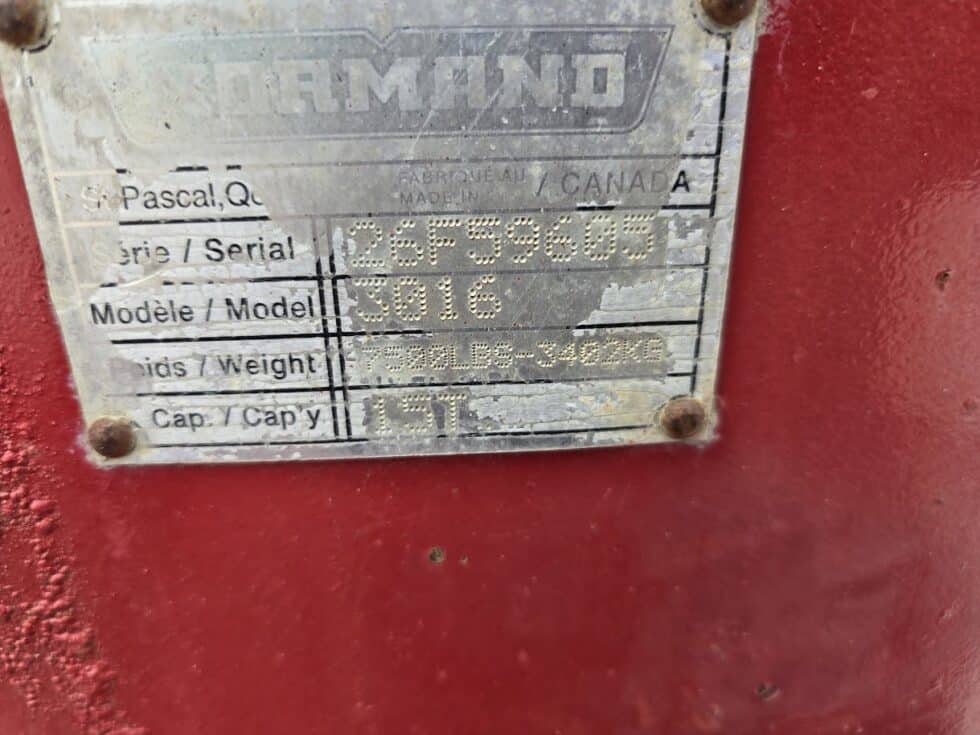 NORMAND
St-Pascal, Qc FABRIQUÉ AU / CANADA
MADE IN
Série / Serial 26F59605
Modèle / Model 3016
Poids / Weight 7500LBS-3402KG
Cap. / Cap'y 15T